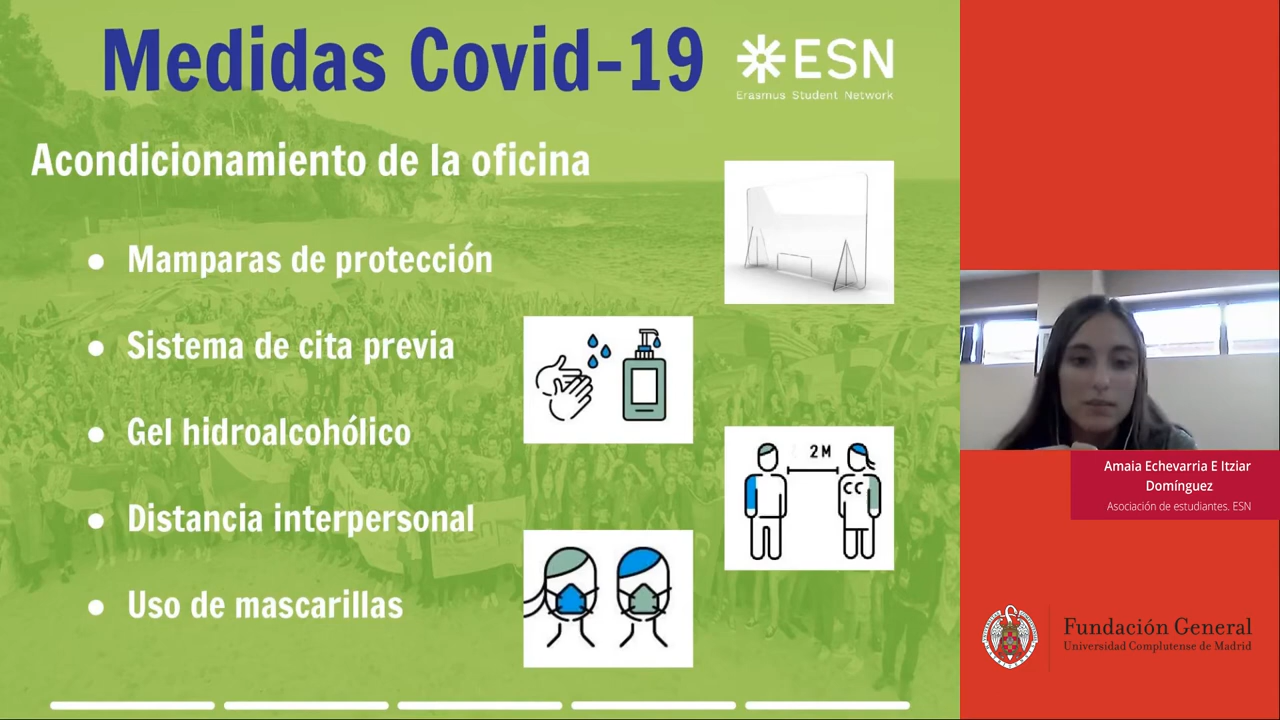 Medidas Covid-19
ESN
Erasmus Student Network
Acondicionamiento de la oficina
Mamparas de protección
Sistema de cita previa
Gel hidroalcohólico
Distancia interpersonal
Uso de mascarillas
2M
Amaia Echevarria E Itziar
Domínguez
Asociación de estudiantes. ESN
Fundación General
Universidad Complutense de Madrid